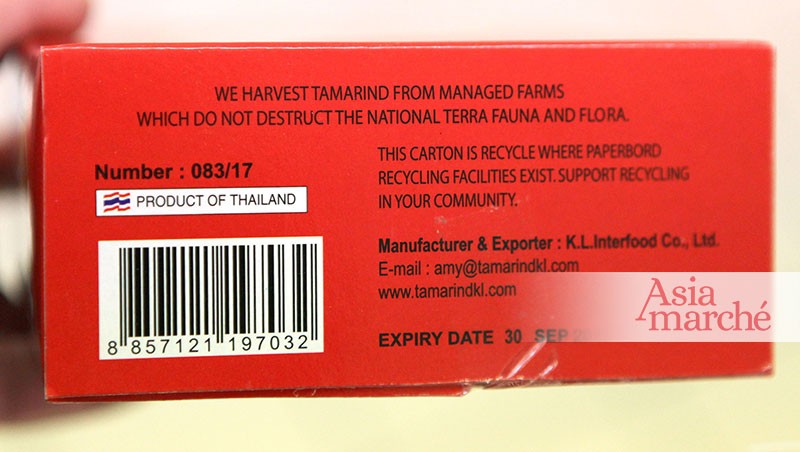 WE HARVEST TAMARIND FROM MANAGED FARMS
WHICH DO NOT DESTRUCT THE NATIONAL TERRA FAUNA AND FLORA.
Number : 083/17
PRODUCT OF THAILAND
8 857121 197032
THIS CARTON IS RECYCLE WHERE PAPERBORD
RECYCLING FACILITIES EXIST. SUPPORT RECYCLING
IN YOUR COMMUNITY.
Manufacturer & Exporter : K.L.Interfood Co., Ltd.
E-mail : amy@tamarindkl.com
www.tamarindkl.com
EXPIRY DATE 30 SEP
Asia
marché